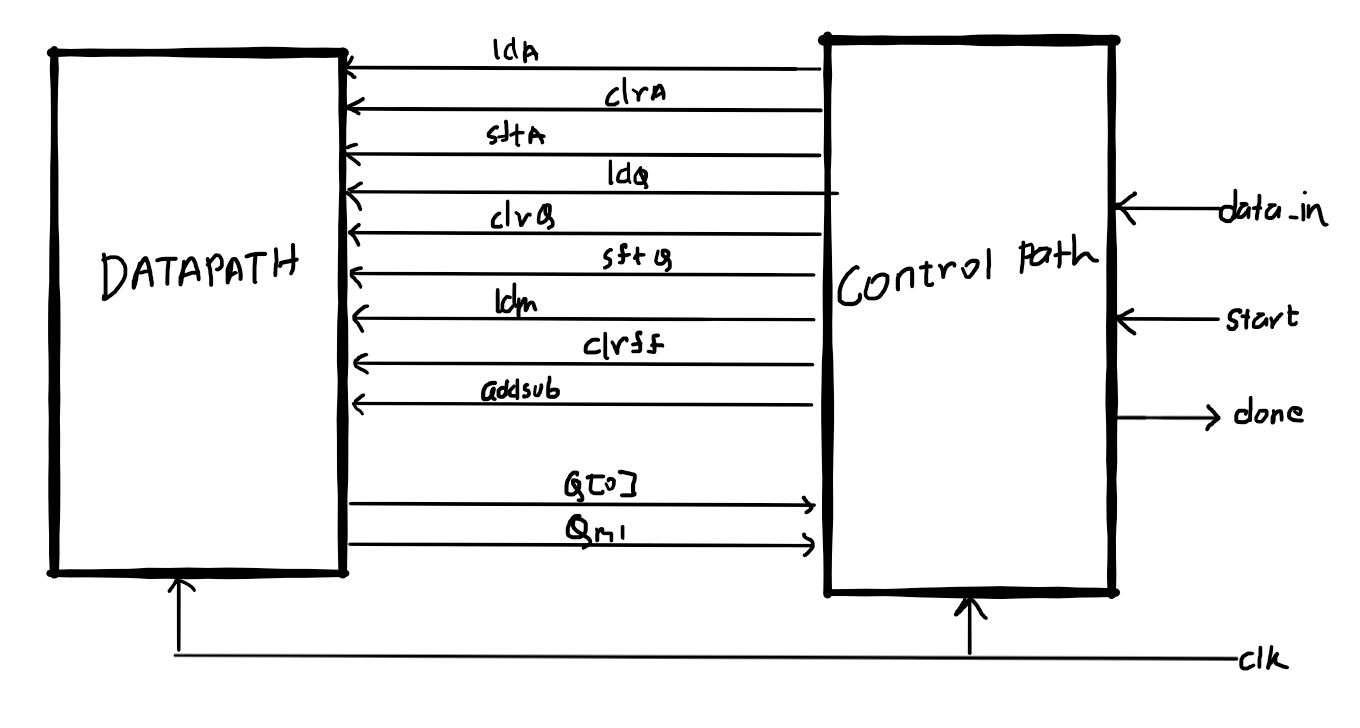 ldA
clrA
sftA
ldQ
clrQ
sftQ
ldm
clrff
addsub
DATAPATH
Control Path
data_in
start
done
Q[0]
Qm1
clk